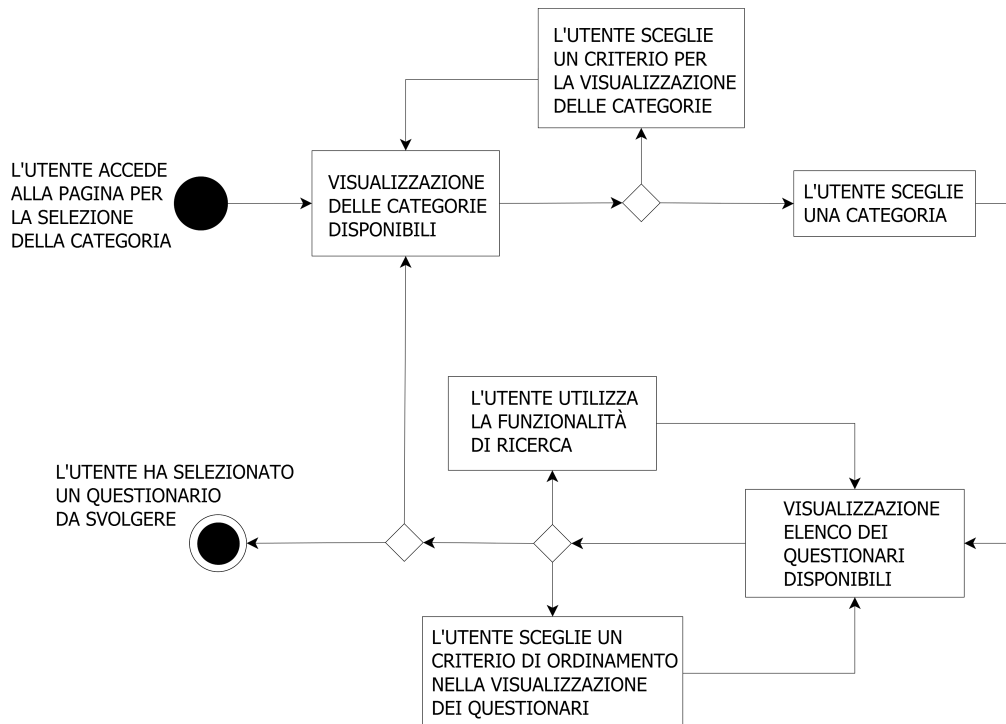 L'UTENTE SCEGLIE
UN CRITERIO PER
LA VISUALIZZAZIONE
DELLE CATEGORIE
L'UTENTE ACCEDE
ALLA PAGINA PER
LA SELEZIONE
DELLA CATEGORIA
VISUALIZZAZIONE
DELLE CATEGORIE
DISPONIBILI
L'UTENTE SCEGLIE
UNA CATEGORIA
L'UTENTE UTILIZZA
LA FUNZIONALITÀ
DI RICERCA
L'UTENTE HA SELEZIONATO
UN QUESTIONARIO
DA SVOLGERE
VISUALIZZAZIONE
ELENCO DEI
QUESTIONARI
DISPONIBILI
L'UTENTE SCEGLIE UN
CRITERIO DI ORDINAMENTO
NELLA VISUALIZZAZIONE
DEI QUESTIONARI